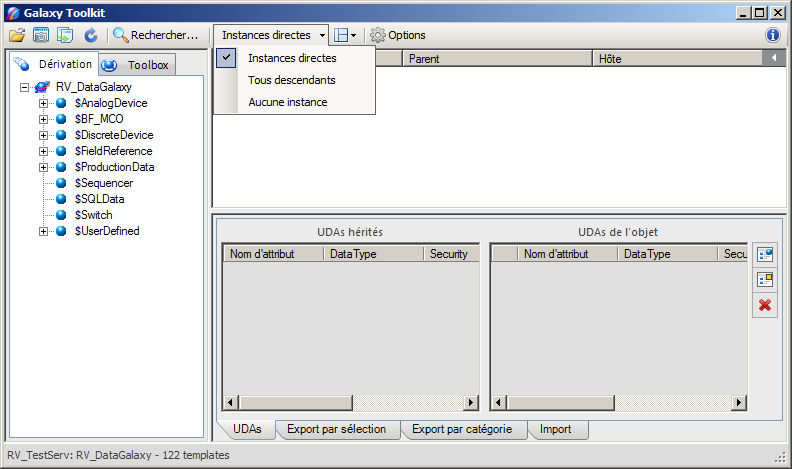 Galaxy Toolkit
Rechercher... Instances directes Options
Instances directes
Tous descendants
Aucune instance
Parent Hôte
Dérivation Toolbox
RV_DataGalaxy
$AnalogDevice
$BF_MCO
$DiscreteDevice
$FieldReference
$ProductionData
$Sequencer
$SQLData
$Switch
$UserDefined
UDAs hérités UDAs de l'objet
Nom d'attribut DataType Security Nom d'attribut DataType Secu
UDAs Export par sélection Export par catégorie Import
RV_TestServ: RV_DataGalaxy - 122 templates